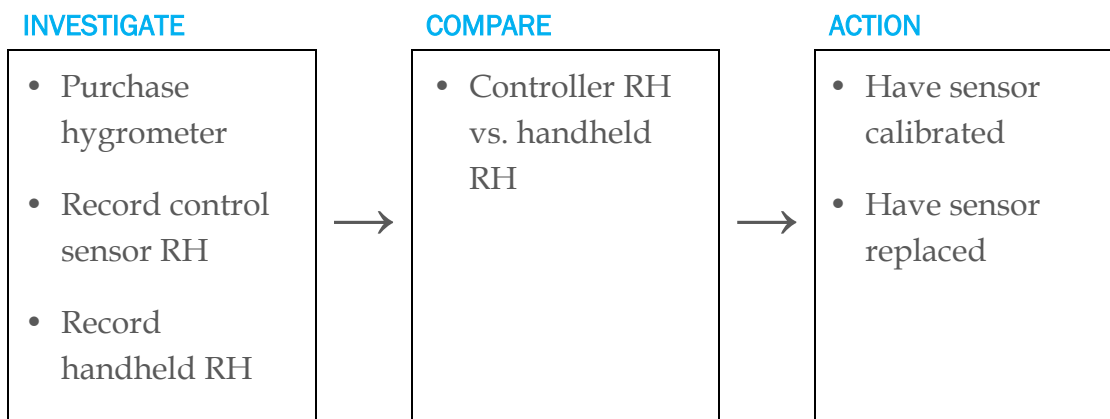 INVESTIGATE
• Purchase
hygrometer
• Record control
sensor RH
• Record
handheld RH
COMPARE
• Controller RH
vs. handheld
RH
ACTION
• Have sensor
calibrated
• Have sensor
replaced